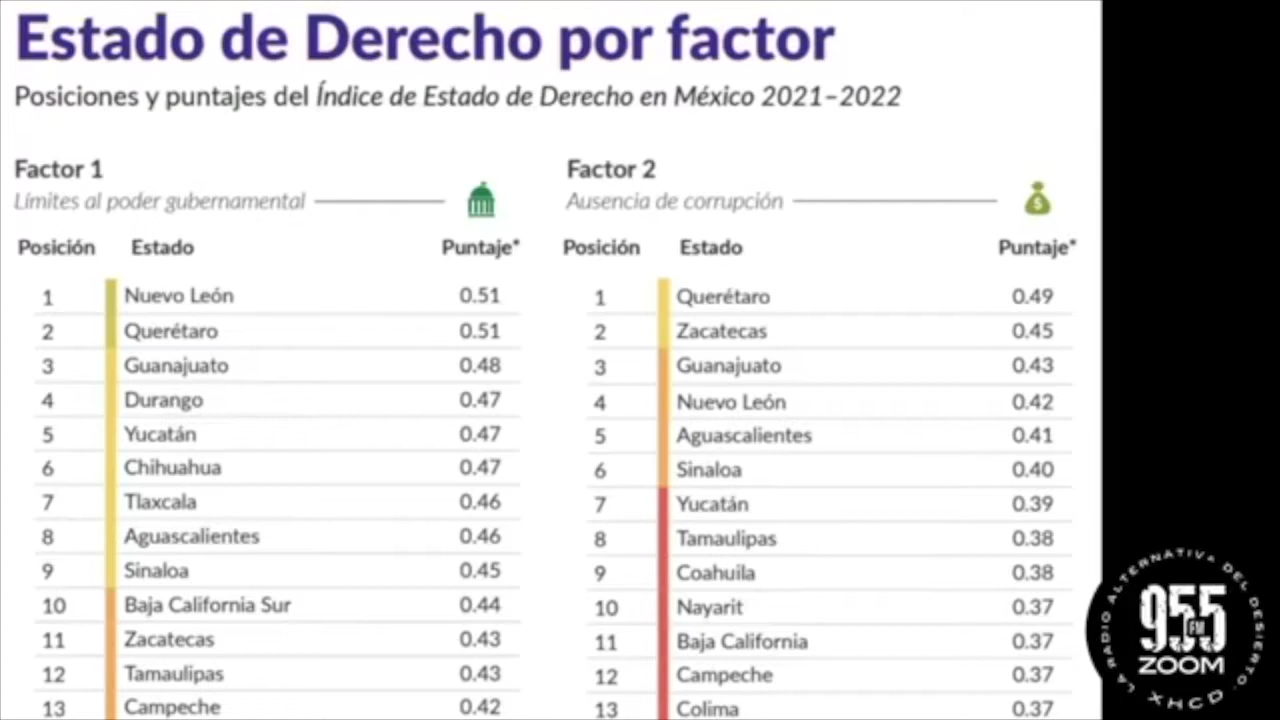 Estado de Derecho por factor
Posiciones y puntajes del Índice de Estado de Derecho en México 2021–2022
Factor 1
Límites al poder gubernamental
Posición Estado Puntaje*
1 Nuevo León 0.51
2 Querétaro 0.51
3 Guanajuato 0.48
4 Durango 0.47
5 Yucatán 0.47
6 Chihuahua 0.47
7 Tlaxcala 0.46
8 Aguascalientes 0.46
9 Sinaloa 0.45
10 Baja California Sur 0.44
11 Zacatecas 0.43
12 Tamaulipas 0.43
13 Campeche 0.42
Factor 2
Ausencia de corrupción
$
Posición Estado Puntaje*
1 Querétaro 0.49
2 Zacatecas 0.45
3 Guanajuato 0.43
4 Nuevo León 0.42
5 Aguascalientes 0.41
6 Sinaloa 0.40
7 Yucatán 0.39
8 Tamaulipas 0.38
9 Coahuila 0.38
10 Nayarit 0.37
11 Baja California 0.37
12 Campeche 0.37
13 Colima 0.37
LA RADIO ALTERNATIVA DEL DESIERTO
955
FM
ZOOM
XHCD